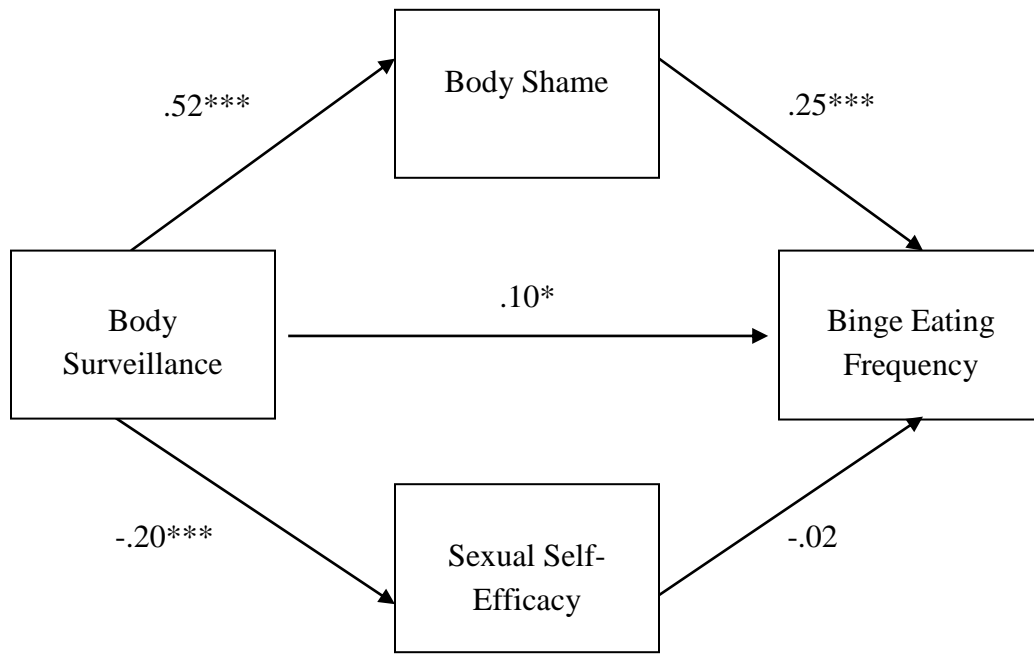 Body Shame
.52***
.25***
Body
Surveillance
.10*
Binge Eating
Frequency
-.20***
Sexual Self-
Efficacy
-.02